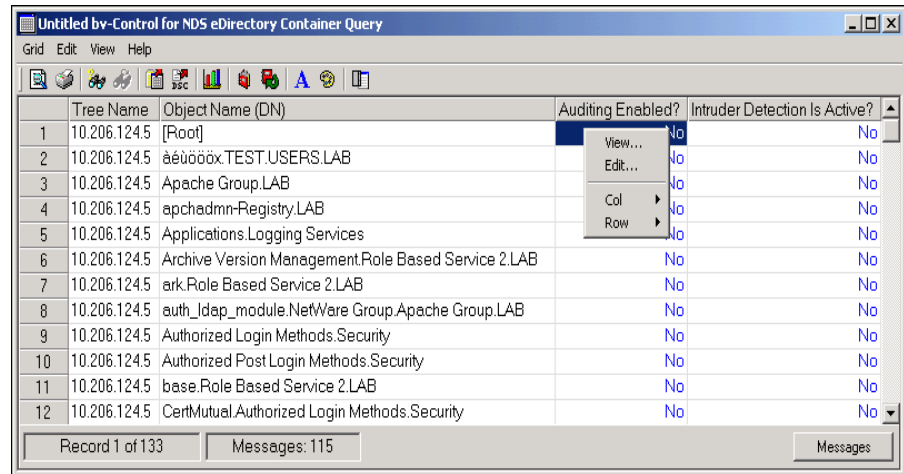 Untitled bv-Control for NDS eDirectory Container Query
Grid Edit View Help
DSC A
Tree Name Object Name (DN) Auditing Enabled? Intruder Detection Is Active?
1 10.206.124.5 [Root] No No
2 10.206.124.5 àéùöööx.TEST.USERS.LAB No
3 10.206.124.5 Apache Group.LAB No No
4 10.206.124.5 apchadmn-Registry.LAB No No
5 10.206.124.5 Applications.Logging Services No No
6 10.206.124.5 Archive Version Management.Role Based Service 2.LAB No No
7 10.206.124.5 ark.Role Based Service 2.LAB No No
8 10.206.124.5 auth_ldap_module.NetWare Group.Apache Group.LAB No No
9 10.206.124.5 Authorized Login Methods.Security No No
10 10.206.124.5 Authorized Post Login Methods.Security No No
11 10.206.124.5 base.Role Based Service 2.LAB No No
12 10.206.124.5 CertMutual.Authorized Login Methods.Security No No
View...
Edit...
Col
Row
Record 1 of 133 Messages: 115 Messages